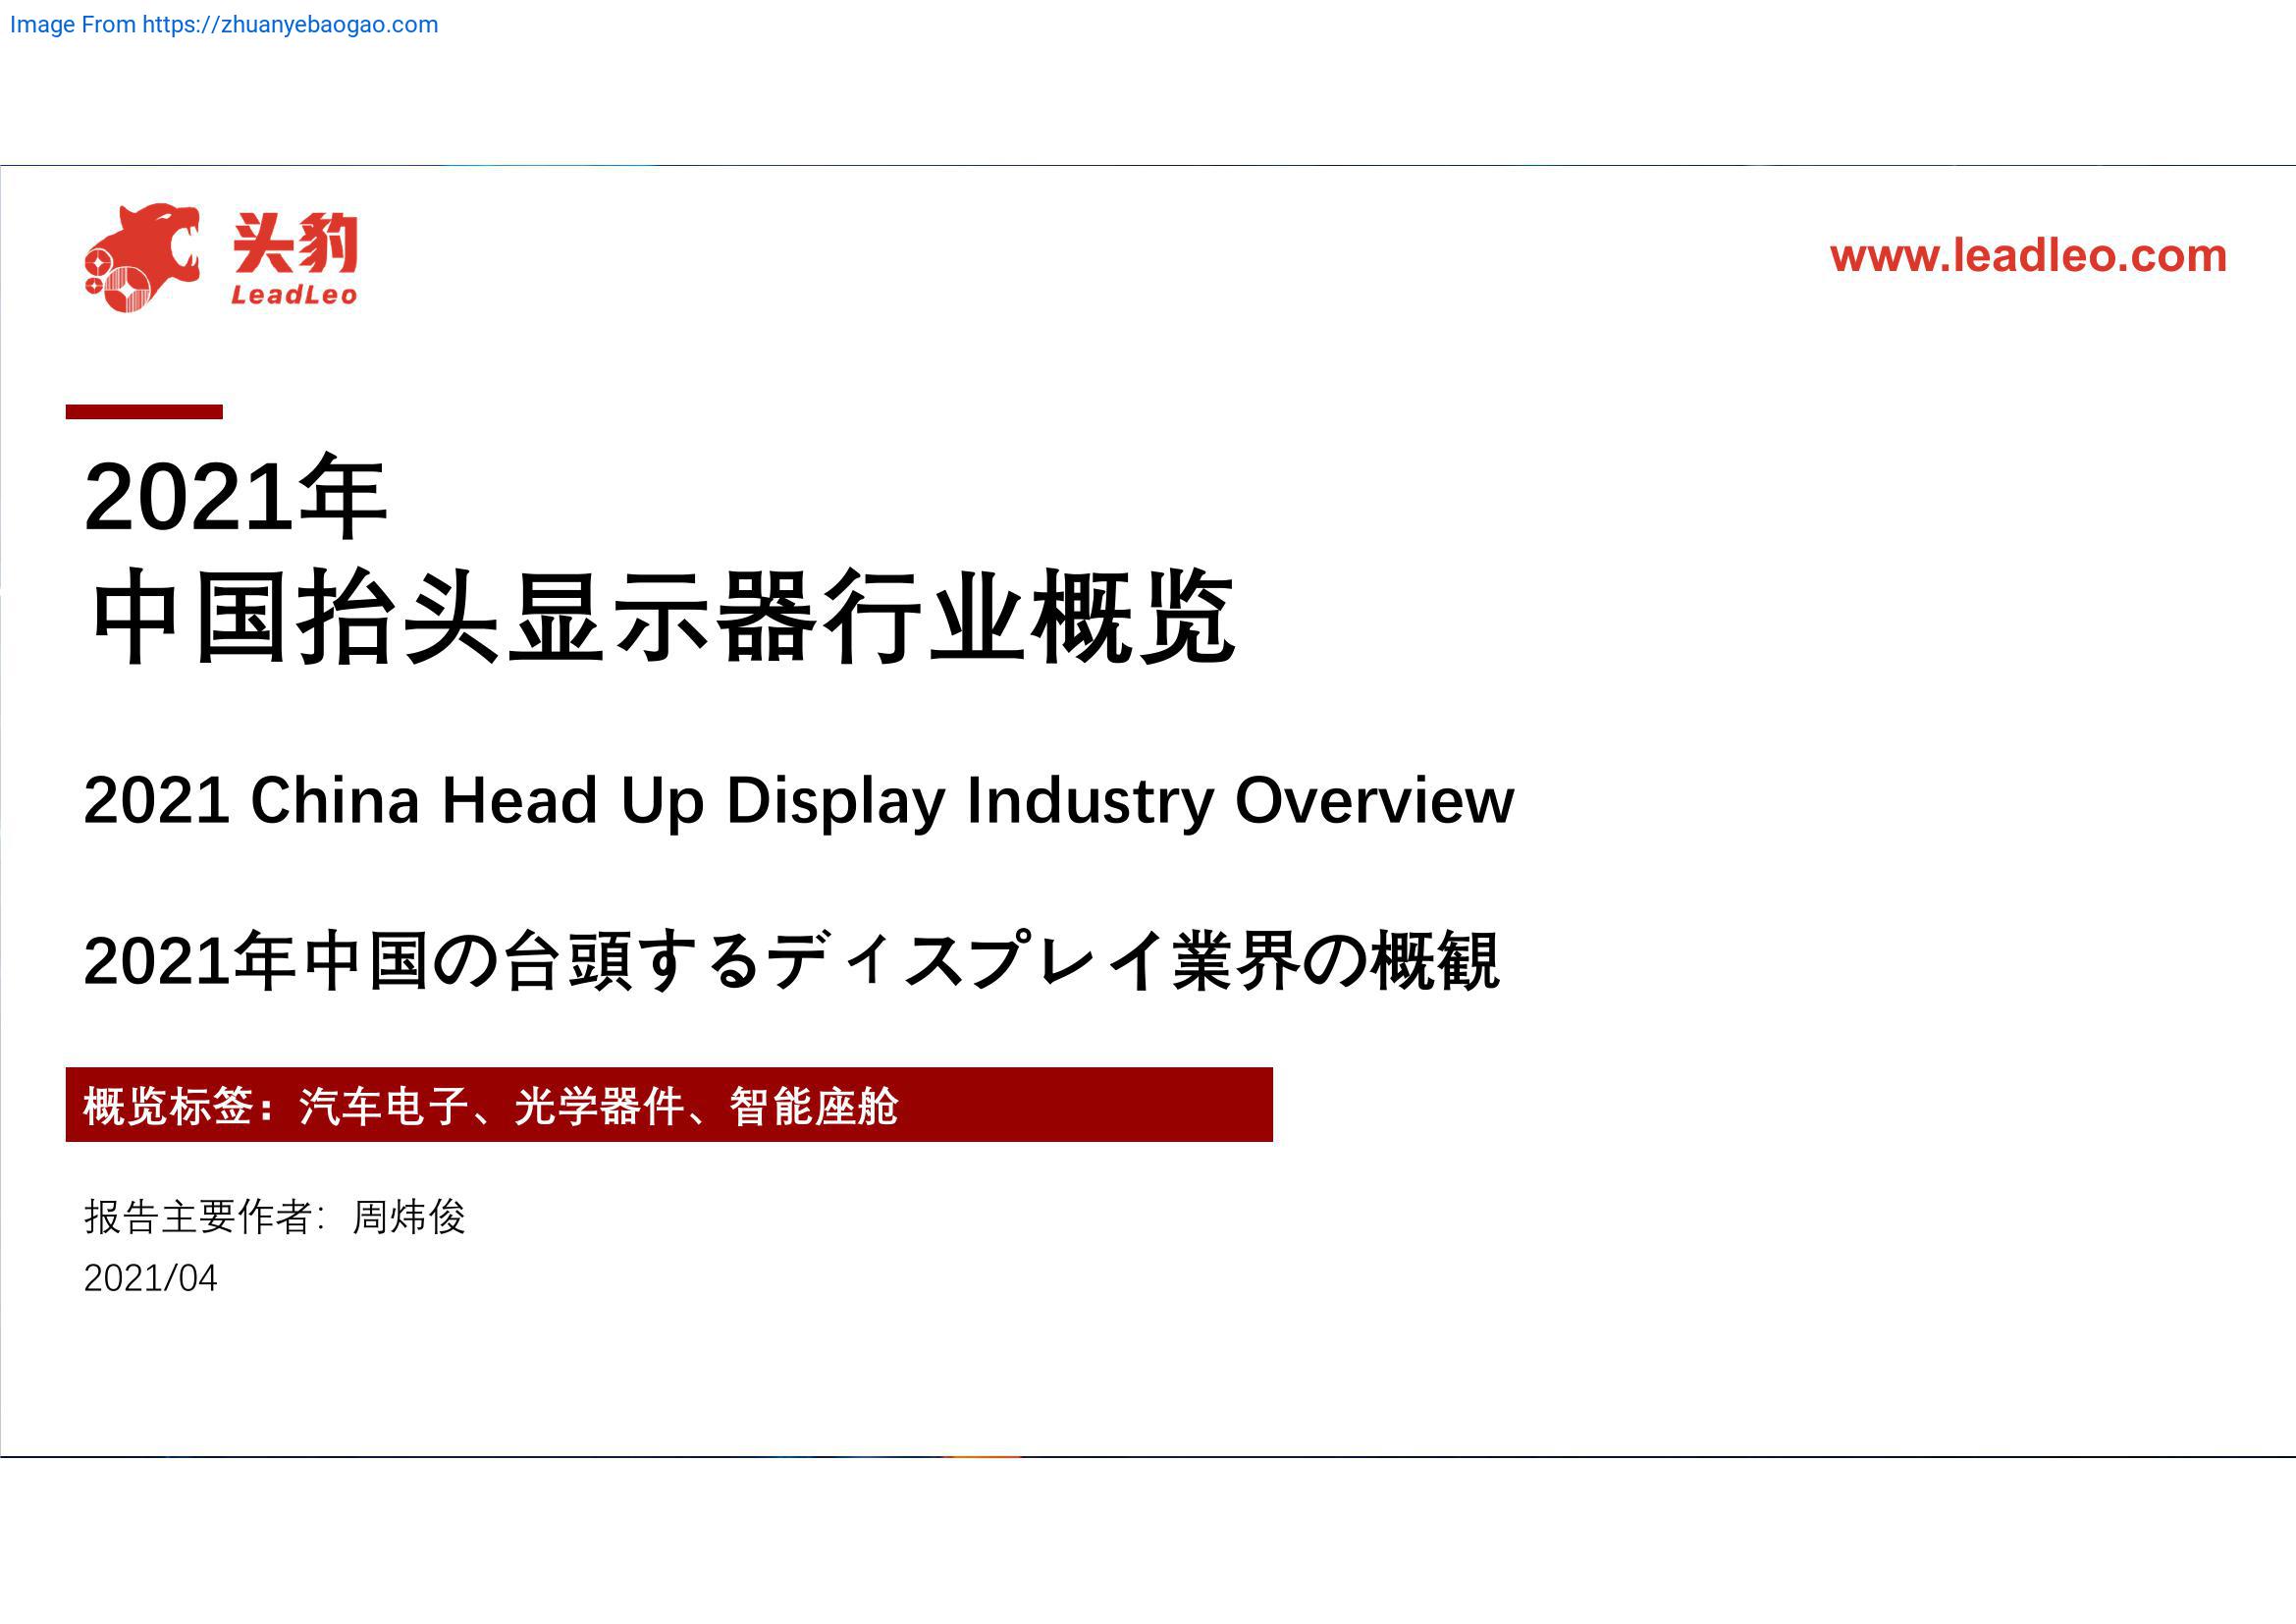 Image From https://zhuanyebaogao.com
头豹
LeadLeo
www.leadleo.com
2021年
中国抬头显示器行业概览
2021 China Head Up Display Industry Overview
2021年中国の台頭するディスプレイ業界の概観
概览标签：汽车电子、光学器件、智能座舱
报告主要作者：周炜俊
2021/04